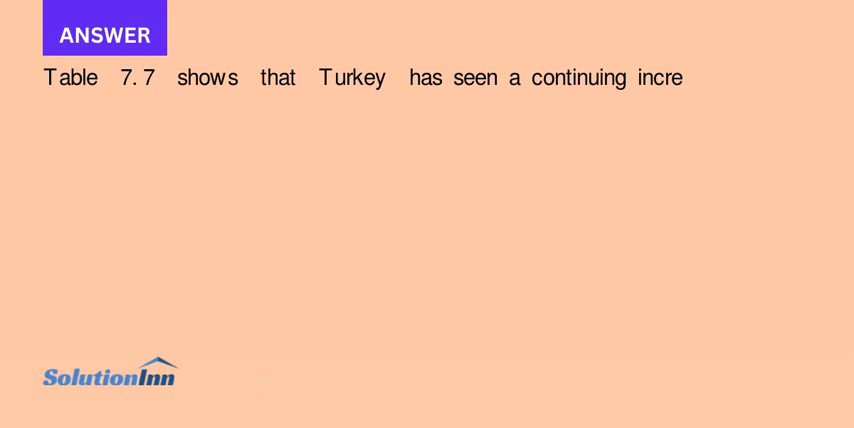 ANSWER
Table 7.7 shows that Turkey has seen a continuing incre
SolutionInn